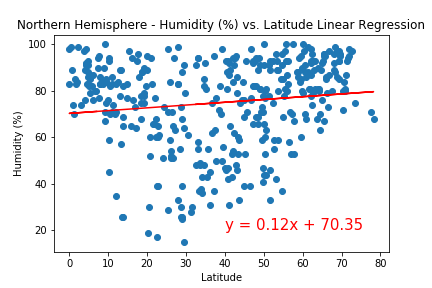 Northern Hemisphere - Humidity (%) vs. Latitude Linear Regression
100
80
60
40
20
Humidity (%)
y = 0.12x + 70.35
0 10 20 30 40 50 60 70 80
Latitude